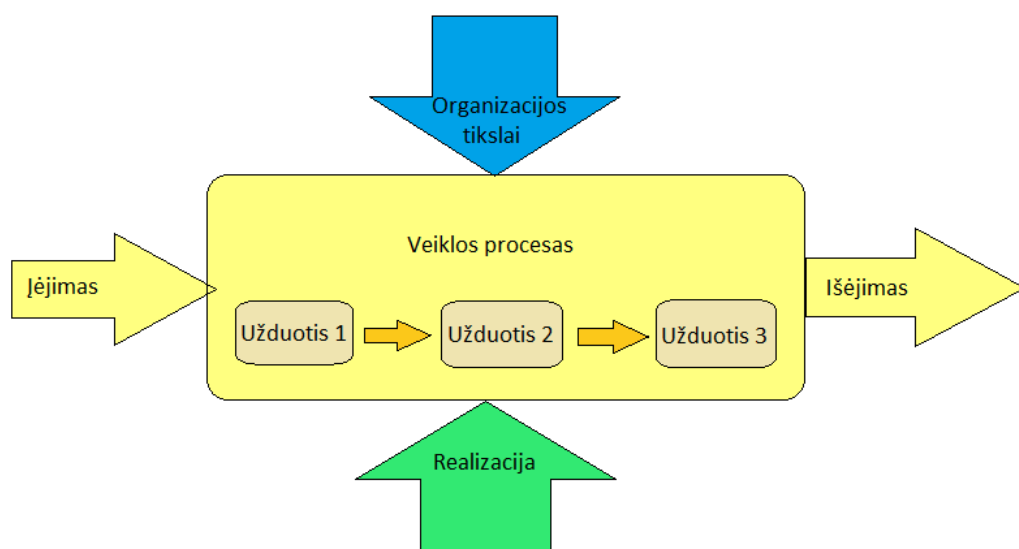 Organizacijos
tikslai
Veiklos procesas
Įėjimas
Išėjimas
Užduotis 1
Užduotis 2
Užduotis 3
Realizacija